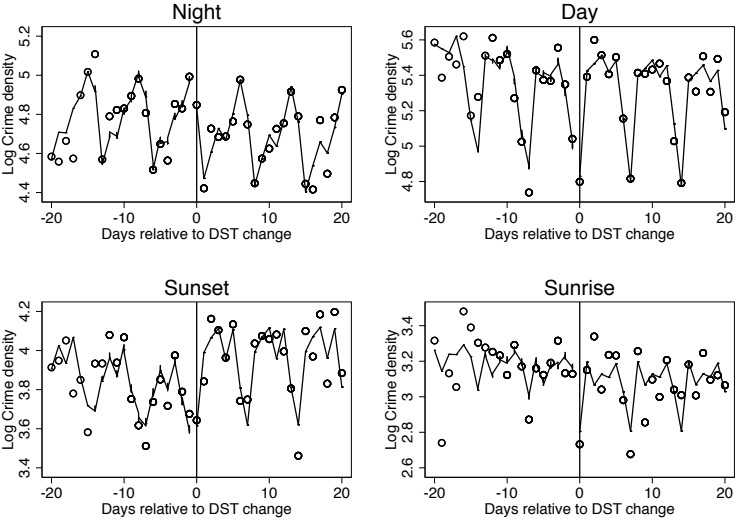 Night
Log Crime density
5.2
5
4.8
4.6
4.4
-20 -10 0 10 20
Days relative to DST change
Day
Log Crime density
5.6
5.4
5.2
5
4.8
-20 -10 0 10 20
Days relative to DST change
Sunset
Log Crime density
4.2
4
3.8
3.6
3.4
-20 -10 0 10 20
Days relative to DST change
Sunrise
Log Crime density
3.4
3.2
3
2.8
2.6
-20 -10 0 10 20
Days relative to DST change